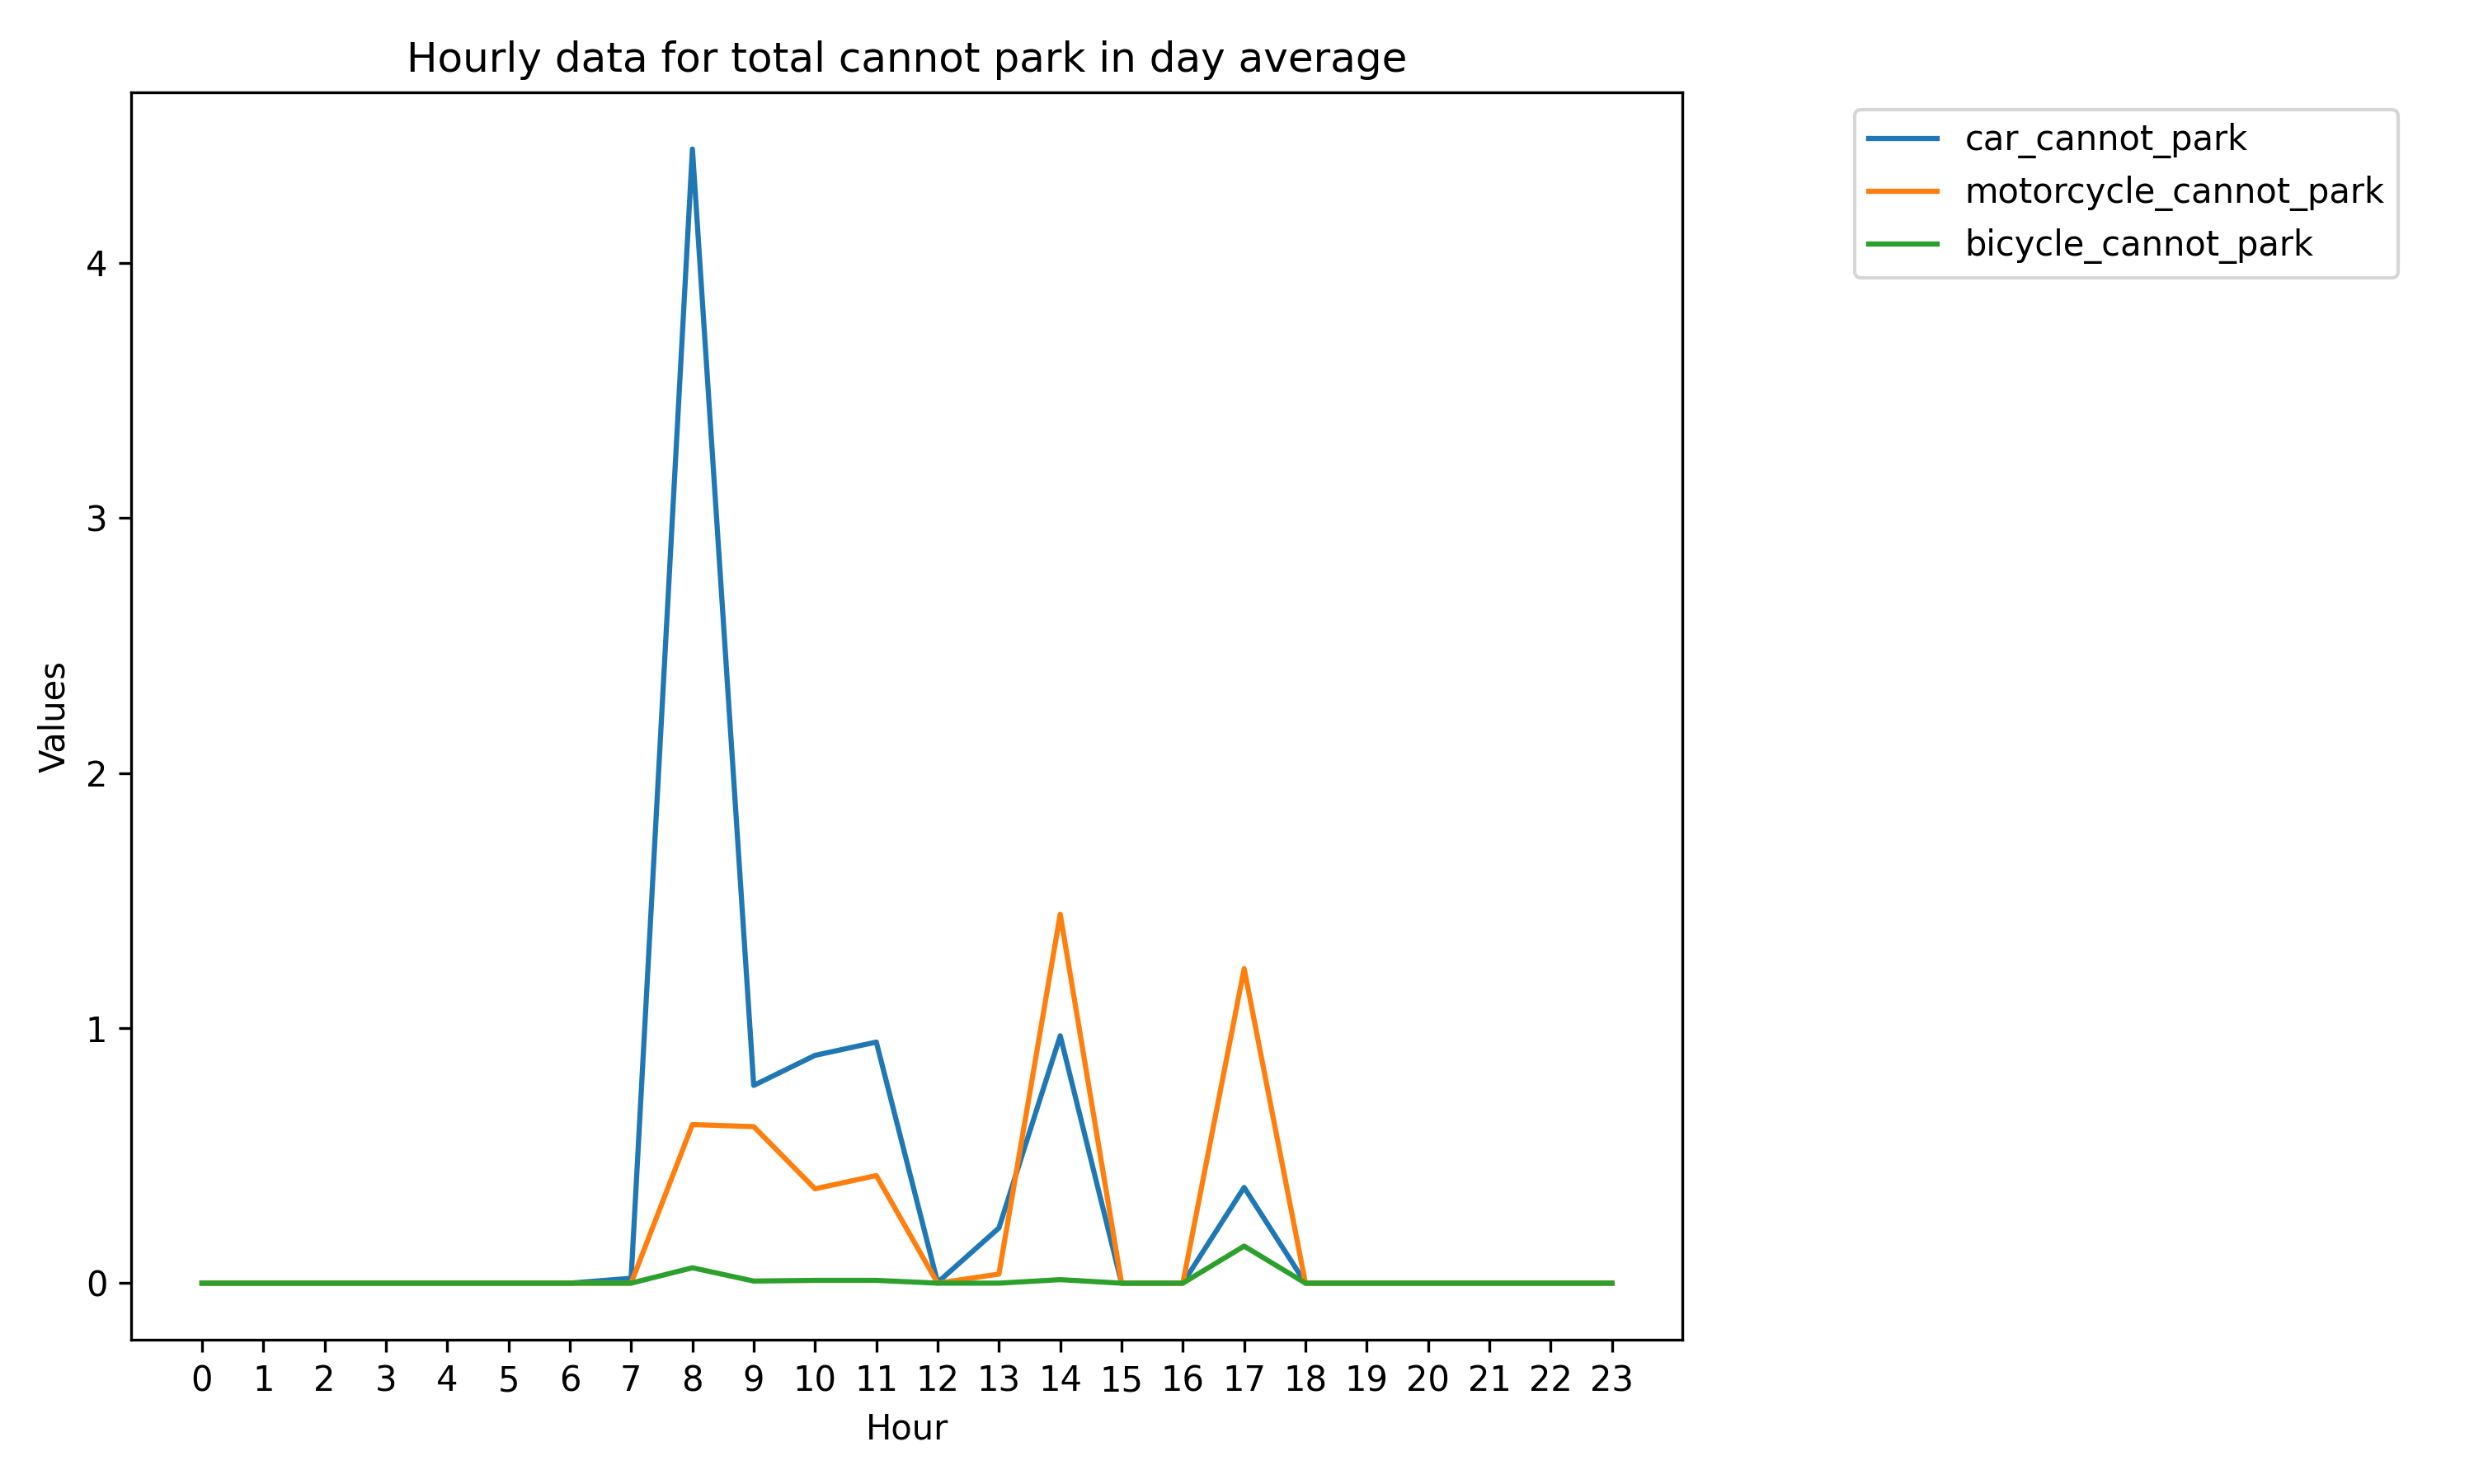 Hourly data for total cannot park in day average
car_cannot_park
motorcycle_cannot_park
bicycle_cannot_park
4
3
2
1
0
Values
0 1 2 3 4 5 6 7 8 9 10 11 12 13 14 15 16 17 18 19 20 21 22 23
Hour